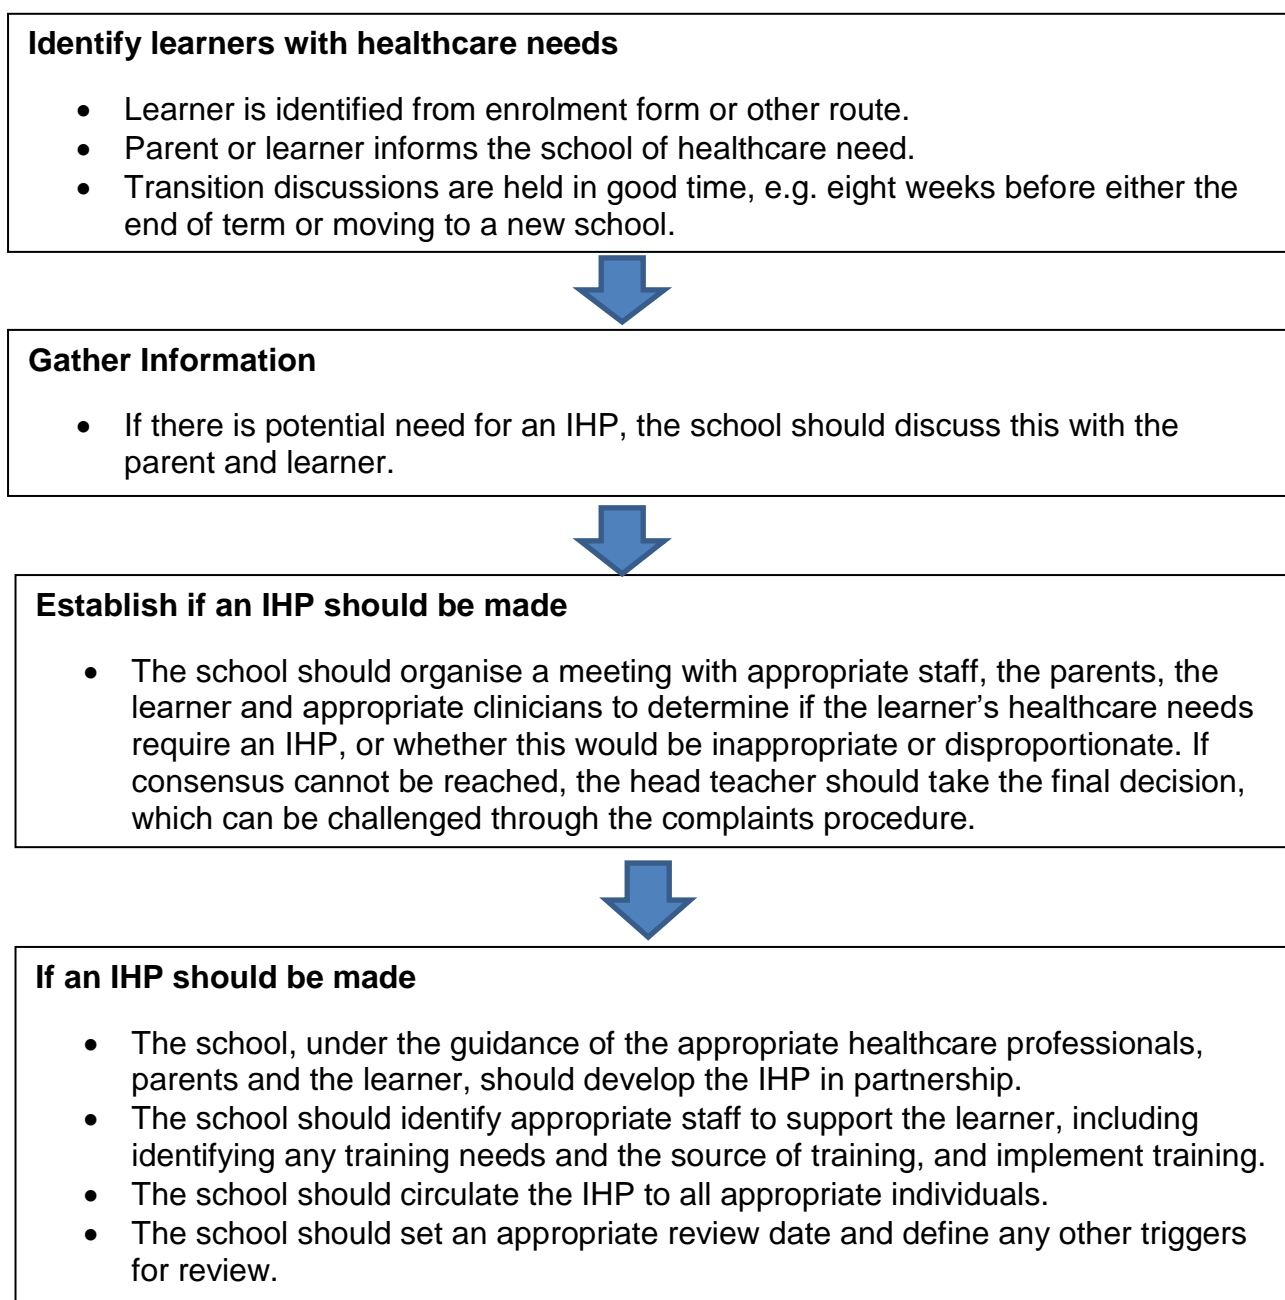 Identify learners with healthcare needs
• Learner is identified from enrolment form or other route.
• Parent or learner informs the school of healthcare need.
• Transition discussions are held in good time, e.g. eight weeks before either the
end of term or moving to a new school.
Gather Information
• If there is potential need for an IHP, the school should discuss this with the
parent and learner.
Establish if an IHP should be made
• The school should organise a meeting with appropriate staff, the parents, the
learner and appropriate clinicians to determine if the learner’s healthcare needs
require an IHP, or whether this would be inappropriate or disproportionate. If
consensus cannot be reached, the head teacher should take the final decision,
which can be challenged through the complaints procedure.
If an IHP should be made
• The school, under the guidance of the appropriate healthcare professionals,
parents and the learner, should develop the IHP in partnership.
• The school should identify appropriate staff to support the learner, including
identifying any training needs and the source of training, and implement training.
• The school should circulate the IHP to all appropriate individuals.
• The school should set an appropriate review date and define any other triggers
for review.